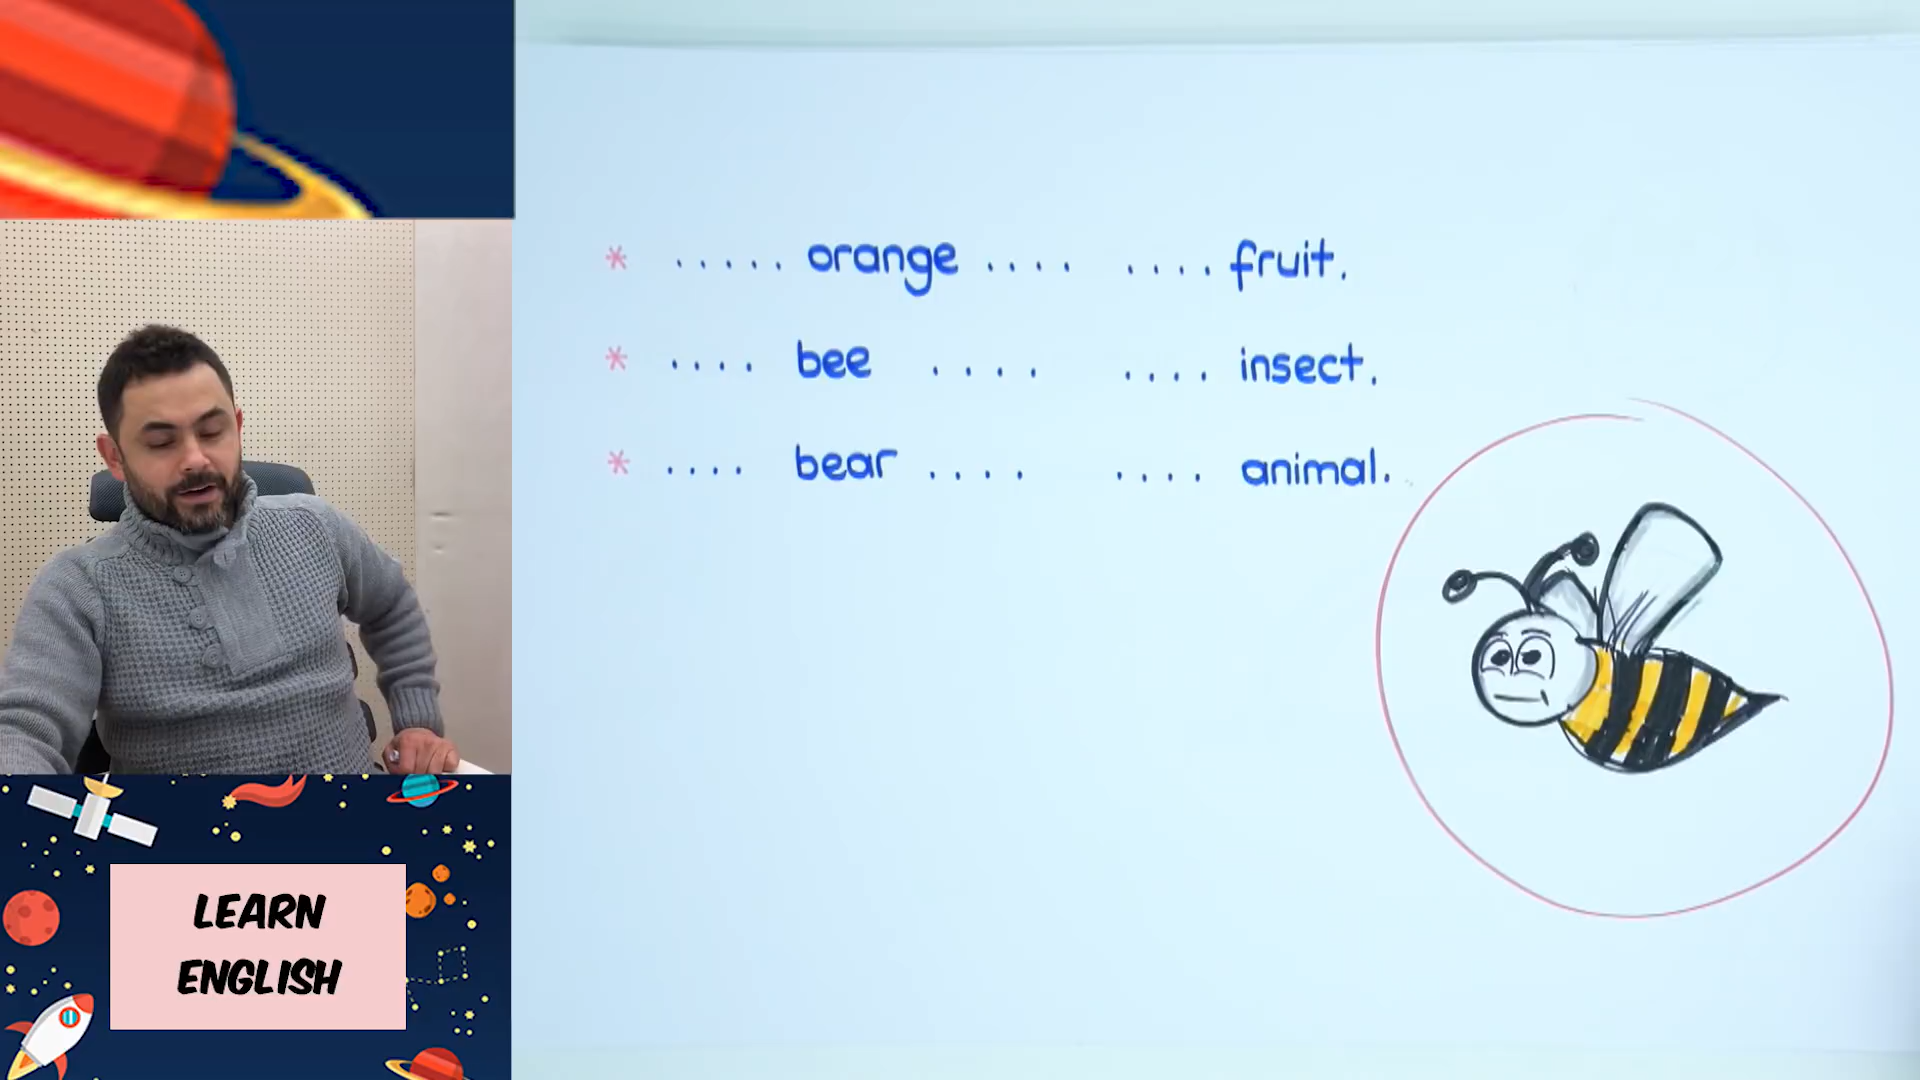 * ..... orange .... .... fruit.
* .... bee .... .... insect.
* .... bear .... .... animal.
LEARN
ENGLISH